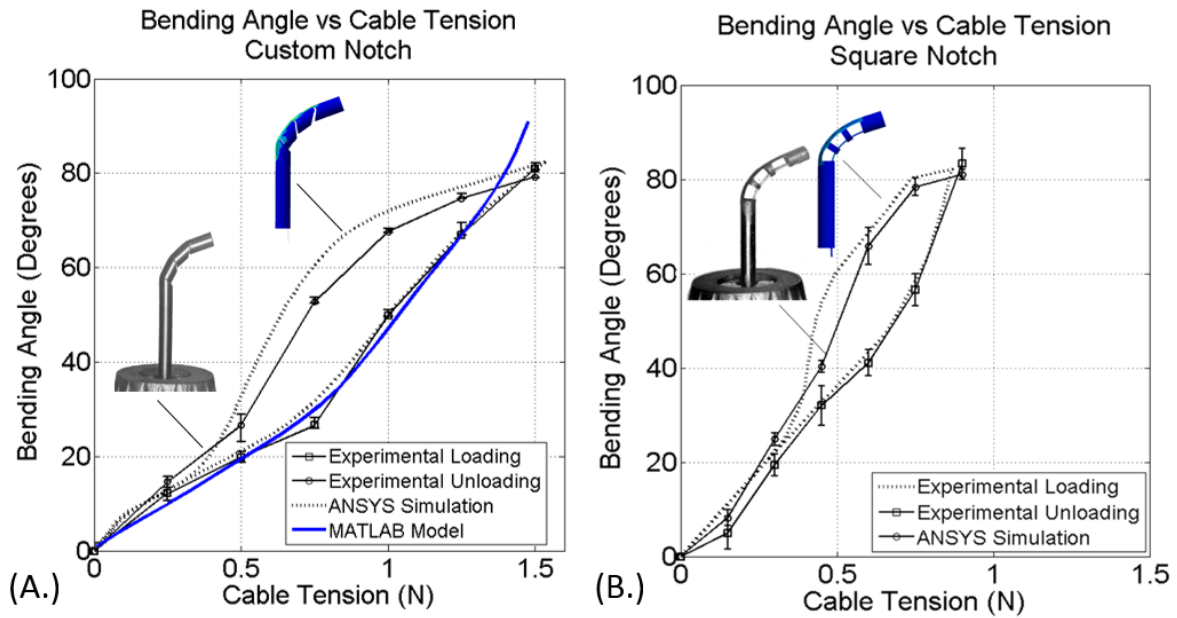 Bending Angle vs Cable Tension
Custom Notch
Bending Angle (Degrees)
100
80
60
40
20
0
0
0.5
1
1.5
Cable Tension (N)
Experimental Loading
Experimental Unloading
ANSYS Simulation
MATLAB Model
(A.)
Bending Angle vs Cable Tension
Square Notch
Bending Angle (Degrees)
100
80
60
40
20
0
0
0.5
1
1.5
Cable Tension (N)
Experimental Loading
Experimental Unloading
ANSYS Simulation
(B.)